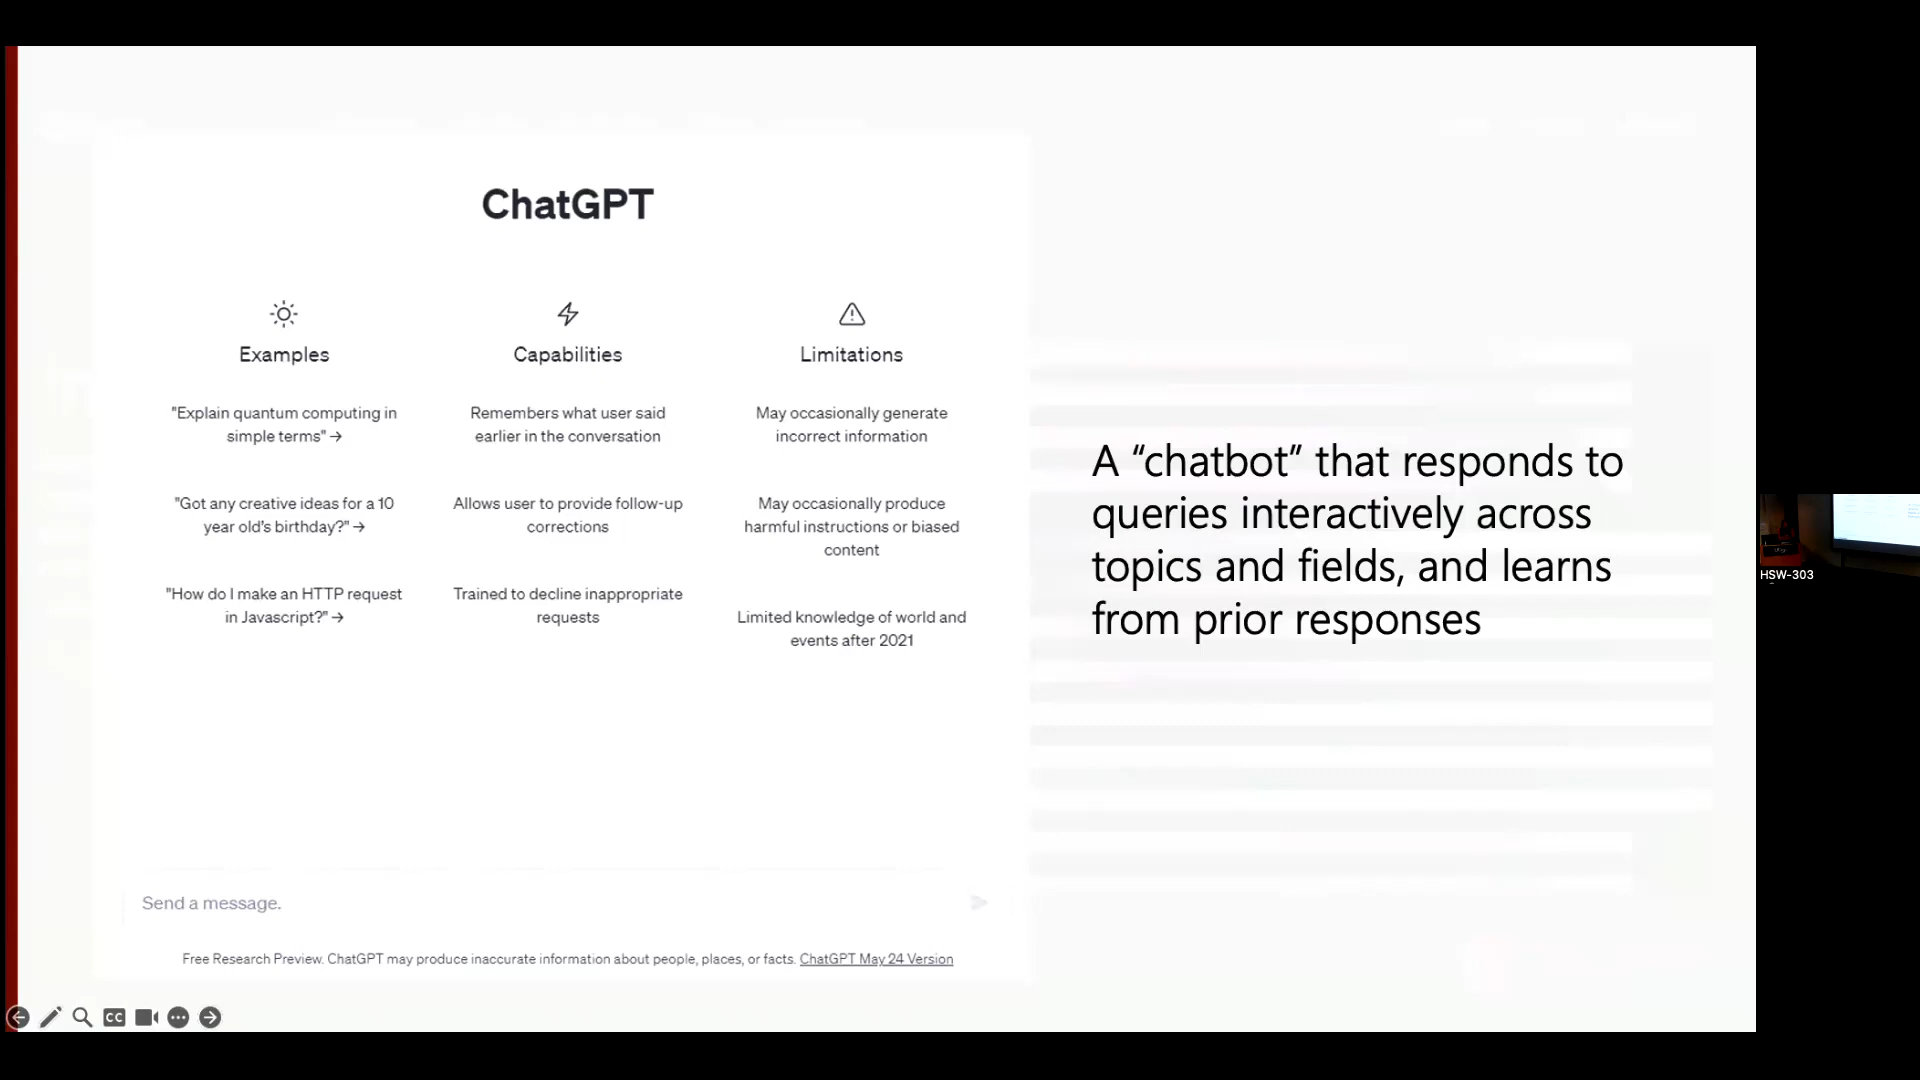 ChatGPT
Examples
"Explain quantum computing in
simple terms" →
"Got any creative ideas for a 10
year old's birthday?" →
"How do I make an HTTP request
in Javascript?" →
Capabilities
Remembers what user said
earlier in the conversation
Allows user to provide follow-up
corrections
Trained to decline inappropriate
requests
Limitations
May occasionally generate
incorrect information
May occasionally produce
harmful instructions or biased
content
Limited knowledge of world and
events after 2021
Send a message.
Free Research Preview. ChatGPT may produce inaccurate information about people, places, or facts. ChatGPT May 24 Version
A “chatbot” that responds to
queries interactively across
topics and fields, and learns
from prior responses
HSW-303
CC